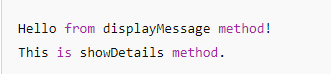 Hello from displayMessage method!
This is showDetails method.